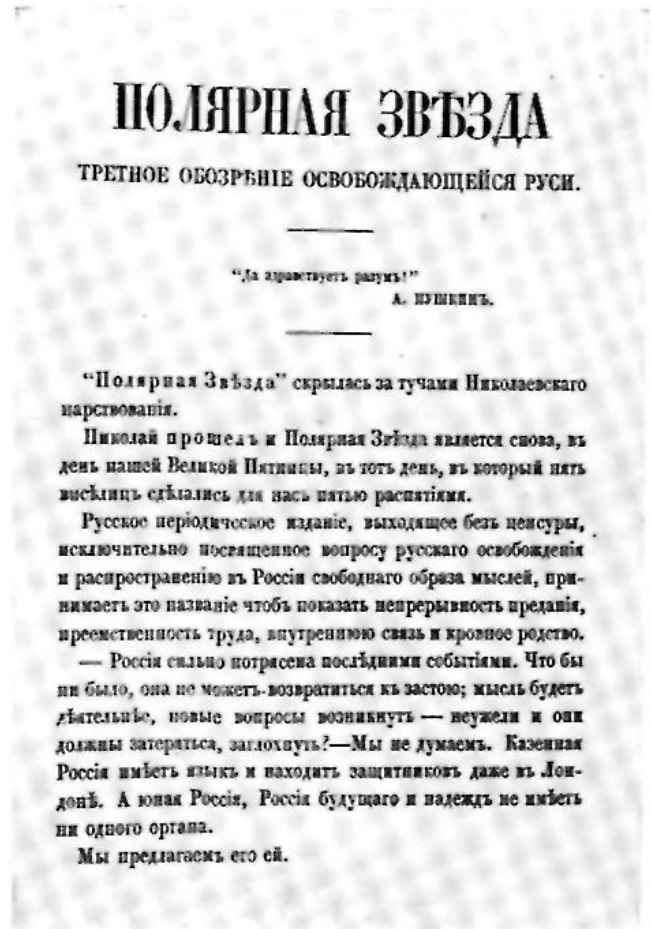 ПОЛЯРНАЯ ЗВѢЗДА
ТРЕТНОЕ ОБОЗРѢНІЕ ОСВОБОЖДАЮЩЕЙСЯ РУСИ.
"Да здравствуетъ разумъ!"
А. ПУШКИНЪ.
"Полярная Звѣзда" скрылась за тучами Николаевскаго
царствованія.
Николай прошелъ и Полярная Звѣзда является снова, въ
день нашей Великой Пятницы, въ тотъ день, въ который пять
висѣлицъ сдѣлались для насъ пятью распятіями.
Русское періодическое изданіе, выходящее безъ ценсуры,
исключительно посвященное вопросу русскаго освобожденія
и распространенію въ Россіи свободнаго образа мыслей, при-
нимаетъ это названіе чтобъ показать непрерывность преданія,
преемственность труда, внутреннюю связь и кровное родство.
— Россія сильно потрясена послѣдними событіями. Что бы
ни было, она не можетъ возвратиться къ застою; мысль будетъ
дѣятельнѣе, новые вопросы возникнутъ — неужели и они
должны затеряться, заглохнуть?—Мы не думаемъ. Казенная
Россія имѣетъ языкъ и находитъ защитниковъ даже въ Лон-
донѣ. А юная Россія, Россія будущаго и надеждъ не имѣетъ
ни одного органа.
Мы предлагаемъ его ей.